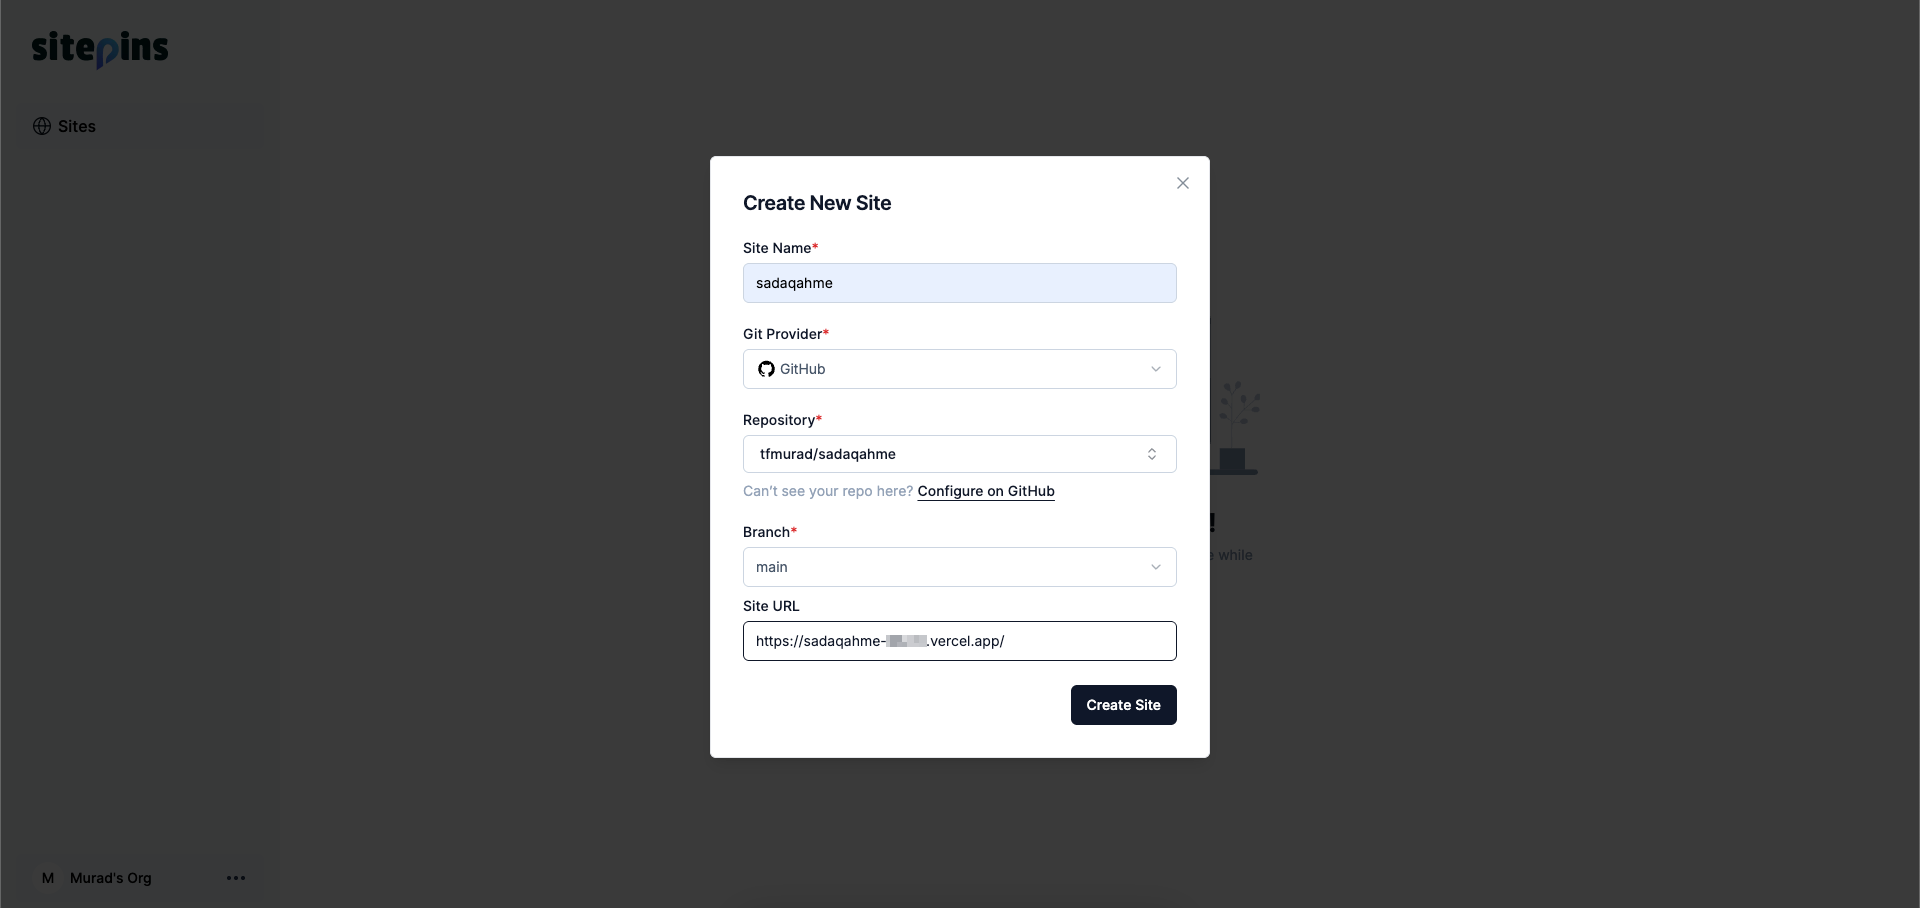 sitepins
Sites
Create New Site
Site Name*
sadaqahme
Git Provider*
GitHub
Repository*
tfmurad/sadaqahme
Can't see your repo here? Configure on GitHub
Branch*
main
Site URL
https://sadaqahme-.vercel.app/
Create Site
!
while
M Murad's Org